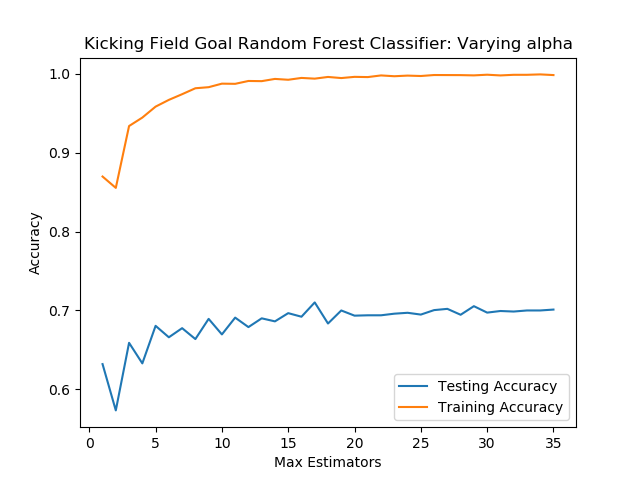 Kicking Field Goal Random Forest Classifier: Varying alpha
1.0
0.9
0.8
0.7
0.6
Accuracy
Testing Accuracy
Training Accuracy
0 5 10 15 20 25 30 35
Max Estimators